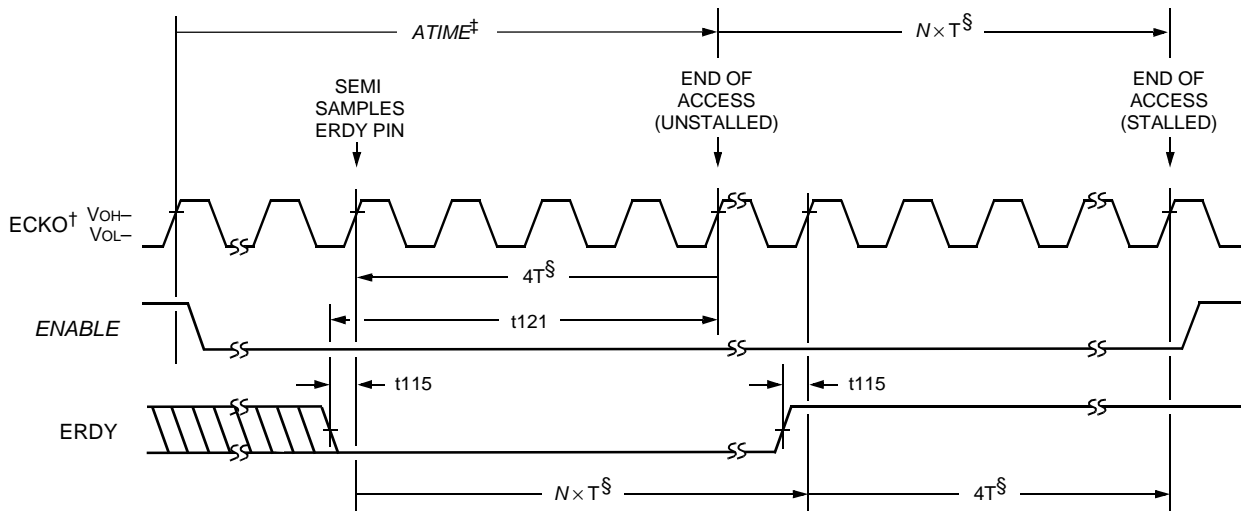 ATIME‡
N × T§
SEMI
SAMPLES
ERDY PIN
END OF
ACCESS
(UNSTALLED)
END OF
ACCESS
(STALLED)
ECKO† VOH–
VOL–
4T§
ENABLE
t121
t115
t115
ERDY
N × T§
4T§